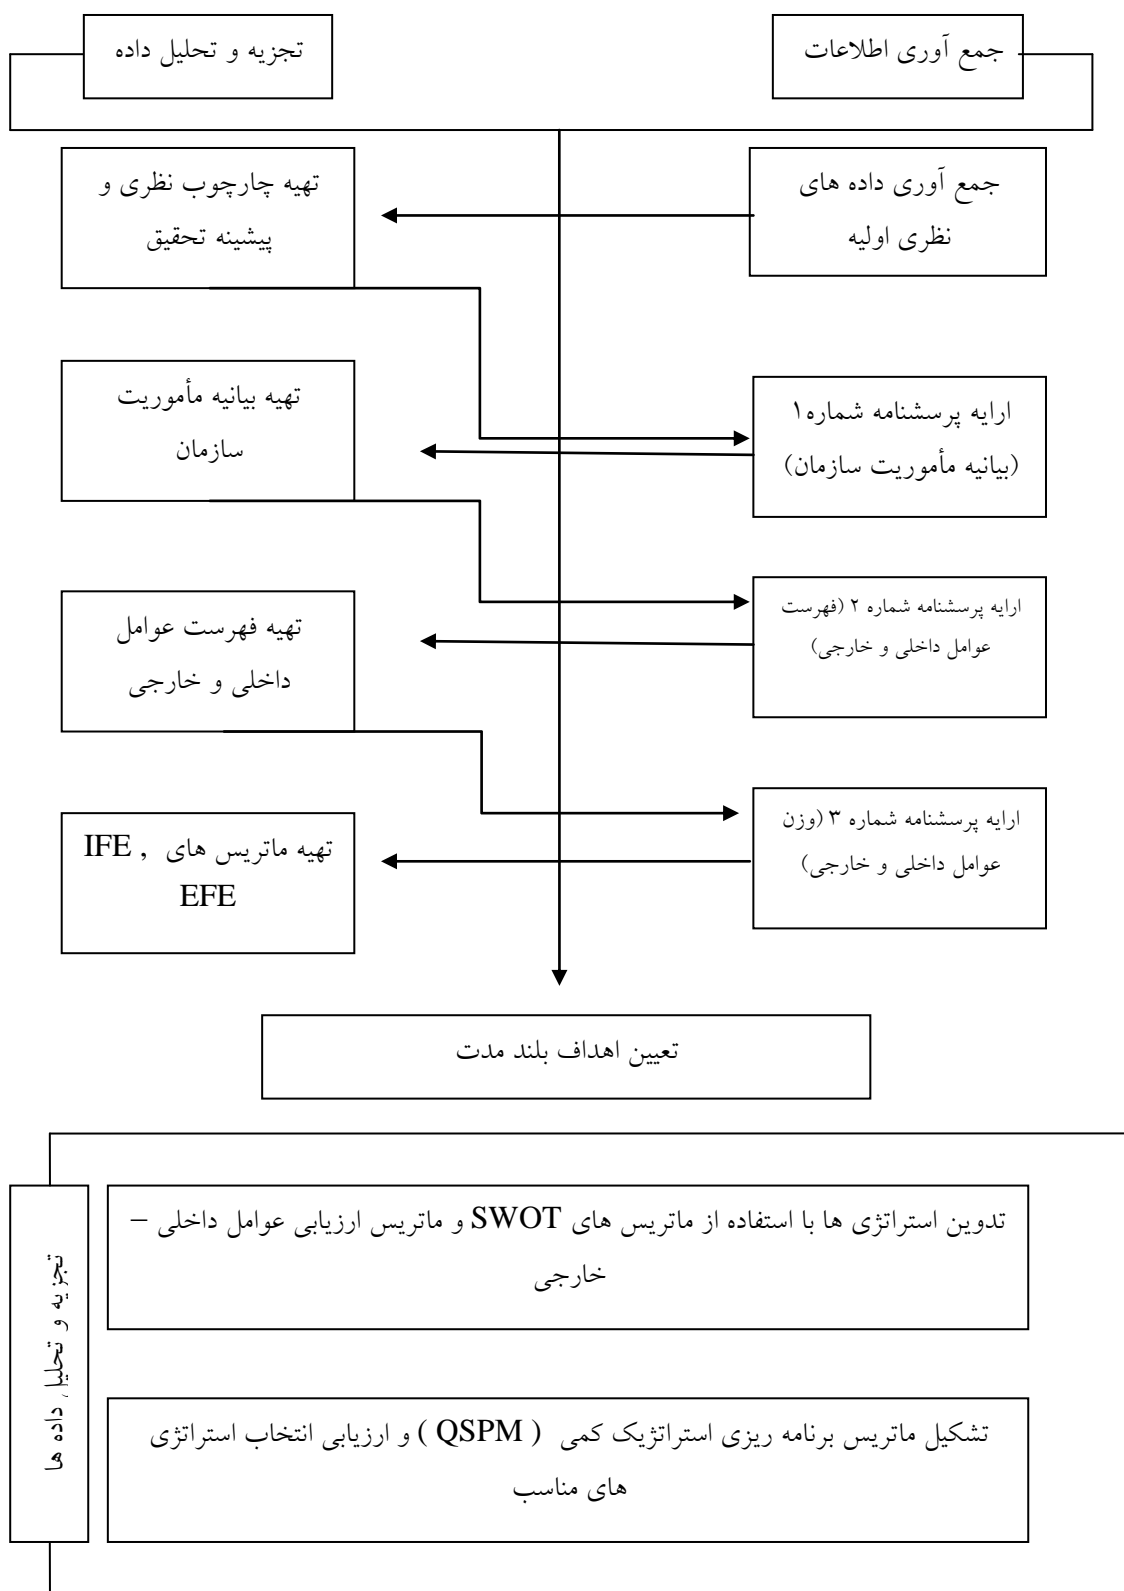 جمع آوری اطلاعات
تجزیه و تحلیل داده
جمع آوری داده های
نظری اولیه
تهیه چارچوب نظری و
پیشینه تحقیق
ارایه پرسشنامه شماره ۱
(بیانیه مأموریت سازمان)
تهیه بیانیه مأموریت
سازمان
ارایه پرسشنامه شماره ۲ (فهرست
عوامل داخلی و خارجی)
تهیه فهرست عوامل
داخلی و خارجی
ارایه پرسشنامه شماره ۳ (وزن
عوامل داخلی و خارجی)
تهیه ماتریس های IFE ,
EFE
تعیین اهداف بلند مدت
تجزیه و تحلیل داده ها
تدوین استراتژی ها با استفاده از ماتریس های SWOT و ماتریس ارزیابی عوامل داخلی –
خارجی
تشکیل ماتریس برنامه ریزی استراتژیک کمی ( QSPM ) و ارزیابی انتخاب استراتژی
های مناسب